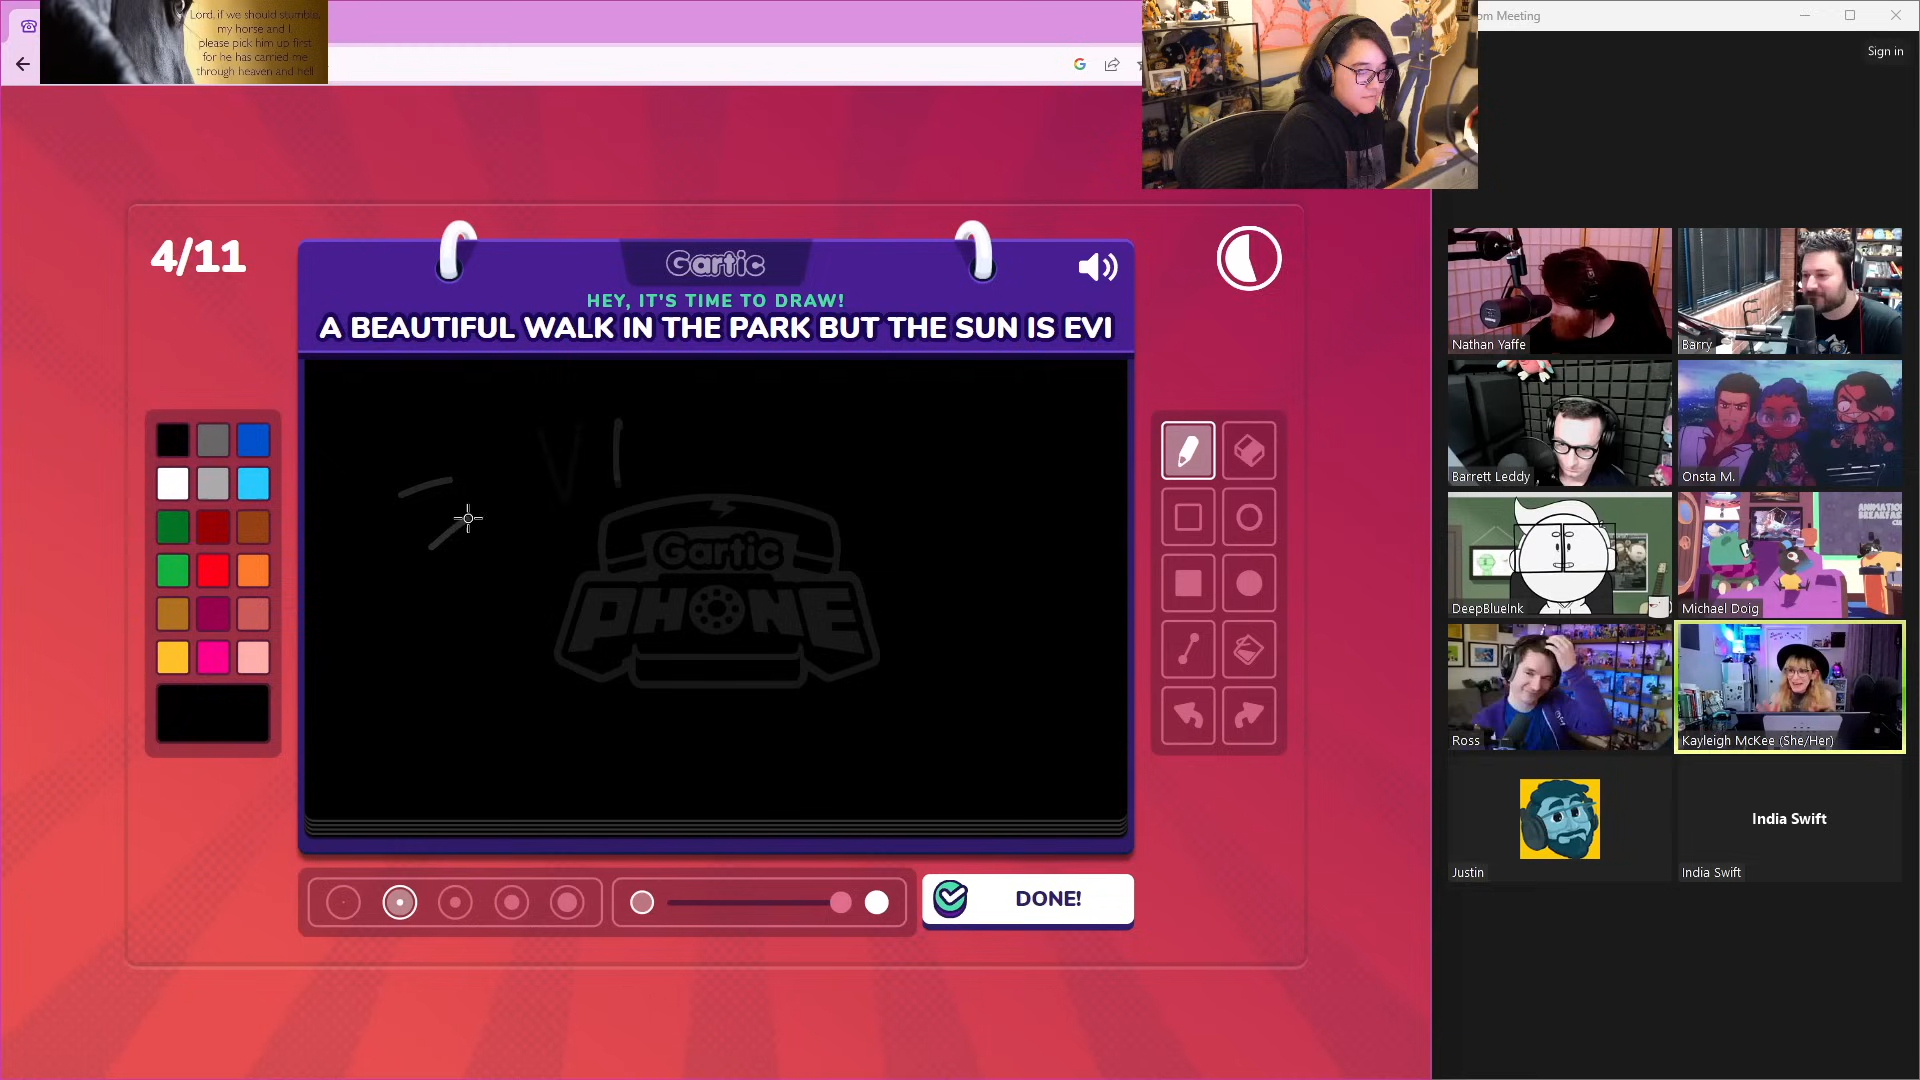 Lord, if we should stumble,
my horse and I,
please pick him up first
for he has carried me
through heaven and hell
om Meeting
Sign in
4/11
Gartic
HEY, IT'S TIME TO DRAW!
A BEAUTIFUL WALK IN THE PARK BUT THE SUN IS EVI
Gartic
PHONE
DONE!
Nathan Yaffe
Barry
Barrett Leddy
Onsta M.
DeepBlueInk
ANIMATION
BREAKFAST
Michael Doig
Ross
Kayleigh McKee (She/Her)
India Swift
Justin
India Swift